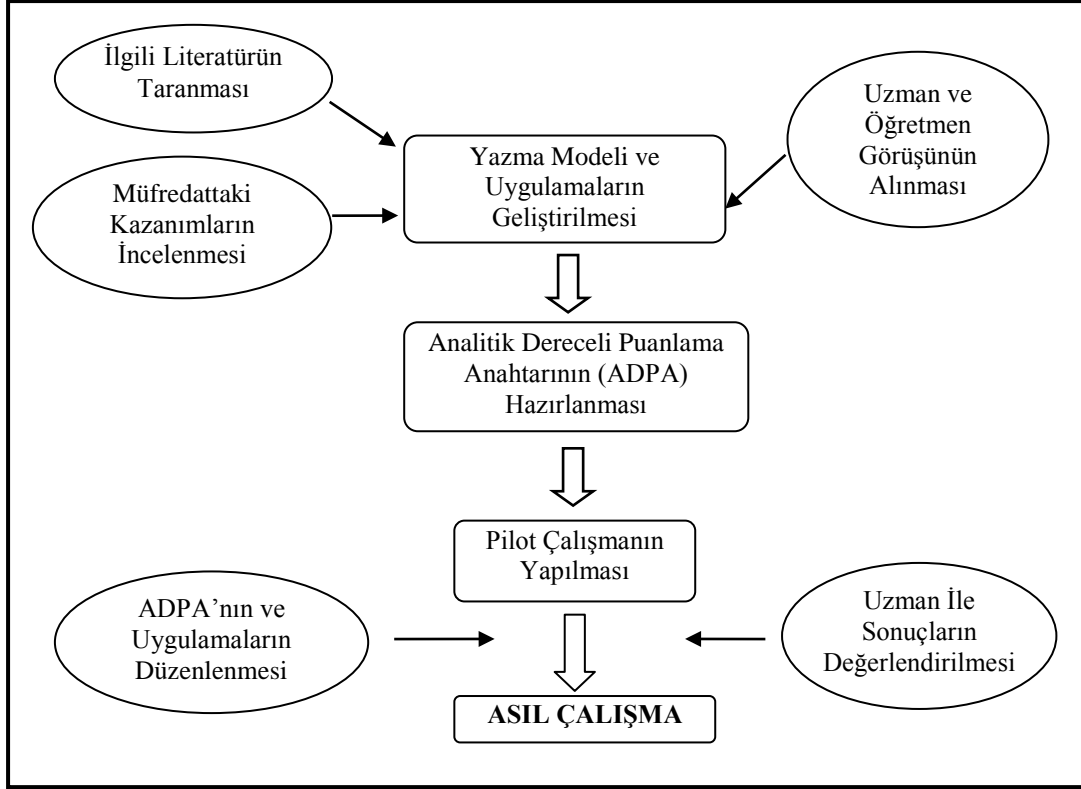 İlgili Literatürün
Taranması
Uzman ve
Öğretmen
Görüşünün
Alınması
Yazma Modeli ve
Uygulamaların
Geliştirilmesi
Müfredattaki
Kazanımların
İncelenmesi
Analitik Dereceli Puanlama
Anahtarının (ADPA)
Hazırlanması
Pilot Çalışmanın
Yapılması
ADPA’nın ve
Uygulamaların
Düzenlenmesi
Uzman İle
Sonuçların
Değerlendirilmesi
ASIL ÇALIŞMA